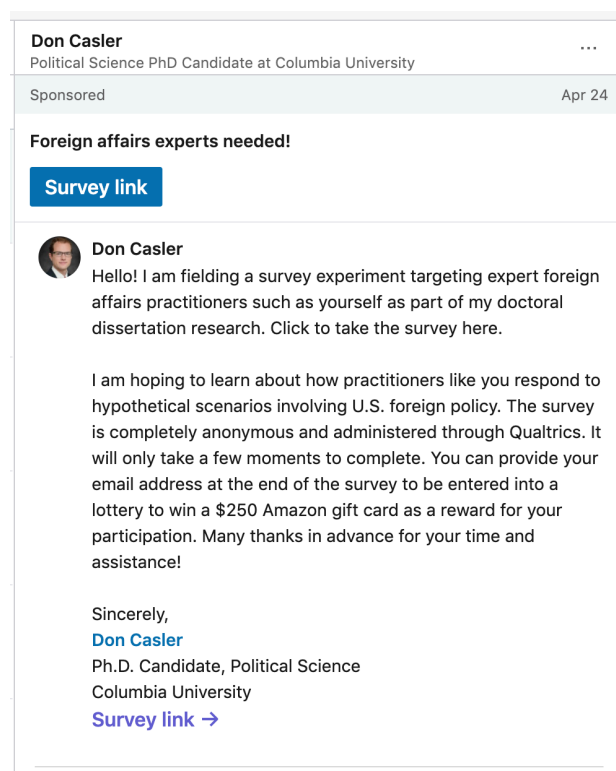 Don Casler
...
Political Science PhD Candidate at Columbia University
Sponsored
Apr 24
Foreign affairs experts needed!
Survey link
Don Casler
Hello! I am fielding a survey experiment targeting expert foreign
affairs practitioners such as yourself as part of my doctoral
dissertation research. Click to take the survey here.
I am hoping to learn about how practitioners like you respond to
hypothetical scenarios involving U.S. foreign policy. The survey
is completely anonymous and administered through Qualtrics. It
will only take a few moments to complete. You can provide your
email address at the end of the survey to be entered into a
lottery to win a $250 Amazon gift card as a reward for your
participation. Many thanks in advance for your time and
assistance!
Sincerely,
Don Casler
Ph.D. Candidate, Political Science
Columbia University
Survey link →